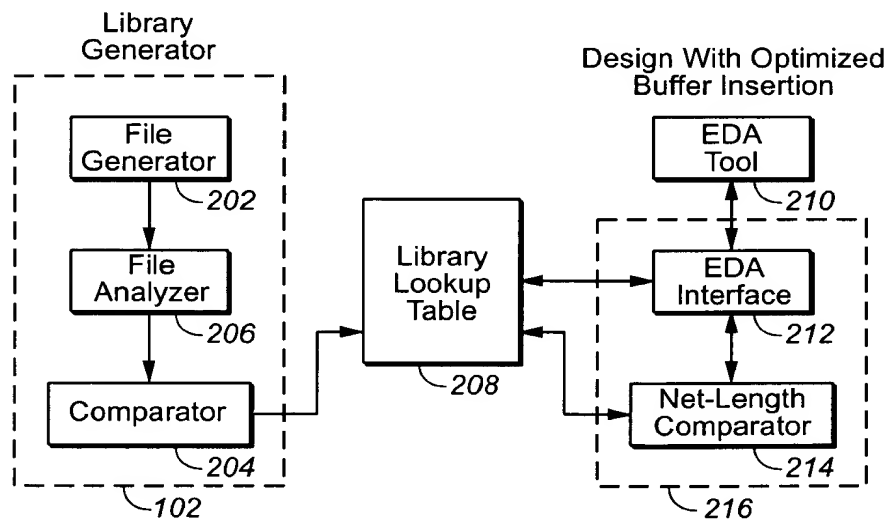 Library
Generator
File
Generator
202
File
Analyzer
206
Comparator
204
102
Library
Lookup
Table
208
Design With Optimized
Buffer Insertion
EDA
Tool
210
EDA
Interface
212
Net-Length
Comparator
214
216